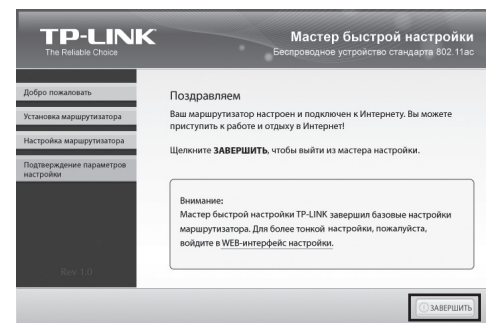 TP-LINK
The Reliable Choice
Мастер быстрой настройки
Беспроводное устройство стандарта 802.11ac
Добро пожаловать
Установка маршрутизатора
Настройка маршрутизатора
Подтверждение параметров
настройки
Rev 1.0
Поздравляем
Ваш маршрутизатор настроен и подключен к Интернету. Вы можете
приступить к работе и отдыху в Интернет!
Щелкните ЗАВЕРШИТЬ, чтобы выйти из мастера настройки.
Внимание:
Мастер быстрой настройки TP-LINK завершил базовые настройки
маршрутизатора. Для более тонкой настройки, пожалуйста,
войдите в WEB-интерфейс настройки.
ЗАВЕРШИТЬ